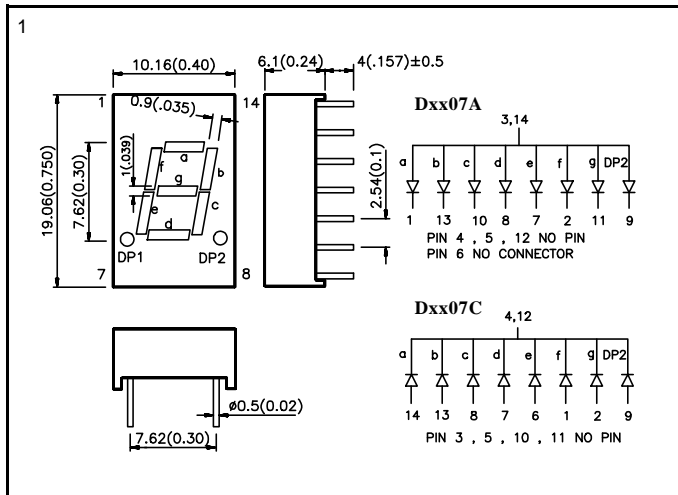 1
10.16(0.40)
6.1(0.24)
4(.157)±0.5
1
0.9(.035)
14
19.06(0.750)
7.62(0.30)
1(.039)
a
b
f
g
e
c
d
DP1
DP2
7
8
2.54(0.1)
Dxx07A
3,14
a b c d e f g DP2
1 13 10 8 7 2 11 9
PIN 4 , 5 , 12 NO PIN
PIN 6 NO CONNECTOR
Dxx07C
4,12
a b c d e f g DP2
14 13 8 7 6 1 2 9
PIN 3 , 5 , 10 , 11 NO PIN
ø0.5(0.02)
7.62(0.30)